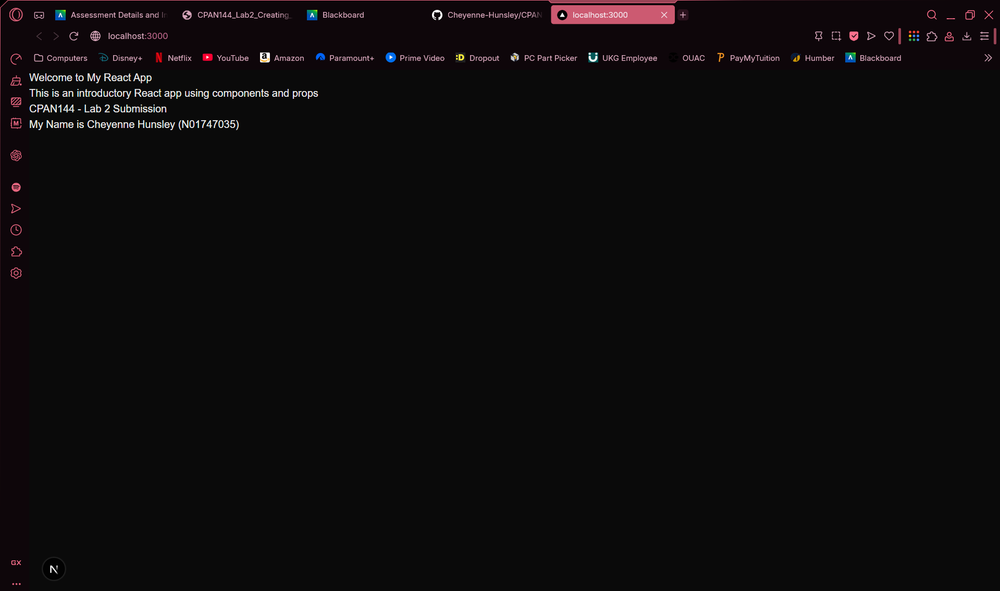 Assessment Details and In
CPAN144_Lab2_Creating_
Blackboard
Cheyenne-Hunsley/CPAN
localhost:3000
localhost:3000
Computers
Disney+
Netflix
YouTube
Amazon
Paramount+
Prime Video
Dropout
PC Part Picker
UKG Employee
OUAC
PayMyTuition
Humber
Blackboard
Welcome to My React App
This is an introductory React app using components and props
CPAN144 - Lab 2 Submission
My Name is Cheyenne Hunsley (N01747035)
M
GX
N